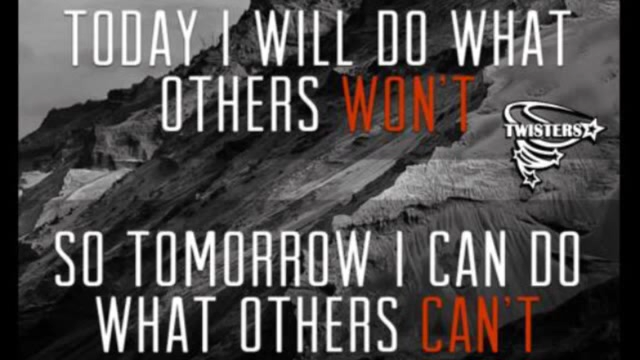 TODAY I WILL DO WHAT
OTHERS WON'T
TWISTERS
SO TOMORROW I CAN DO
WHAT OTHERS CAN'T